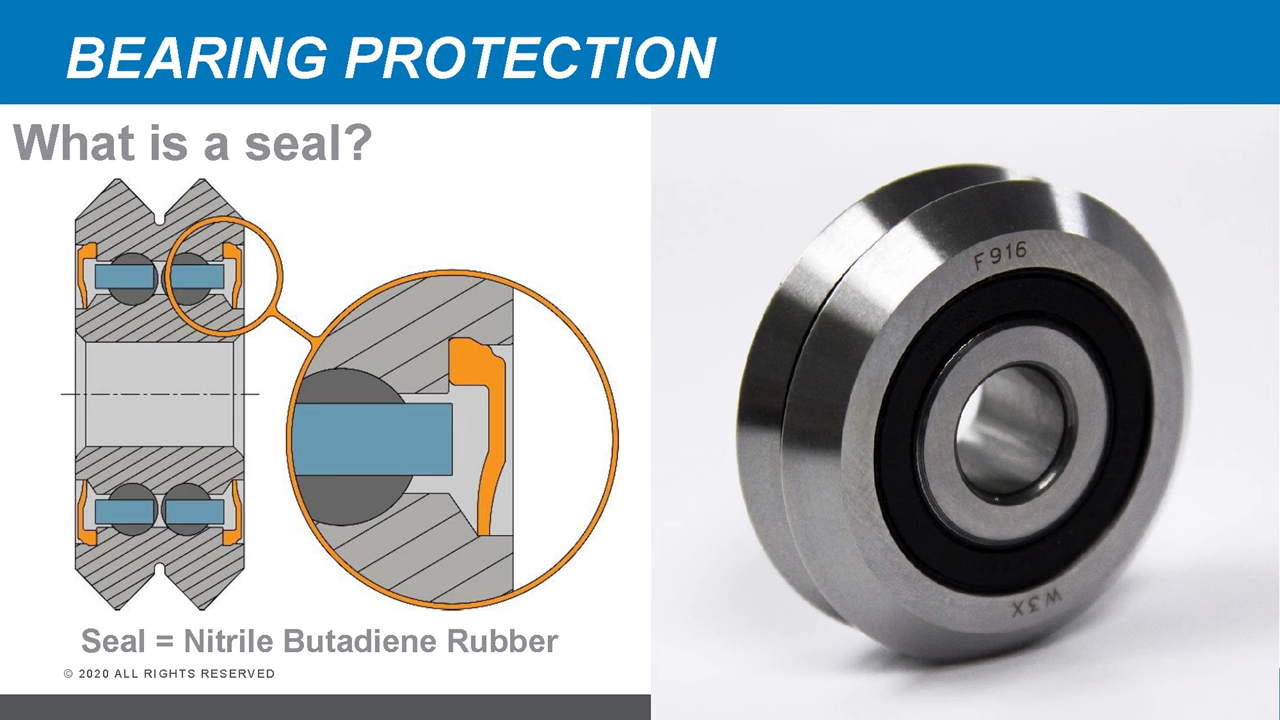 BEARING PROTECTION
What is a seal?
F916
W3X
Seal = Nitrile Butadiene Rubber
© 2020 ALL RIGHTS RESERVED